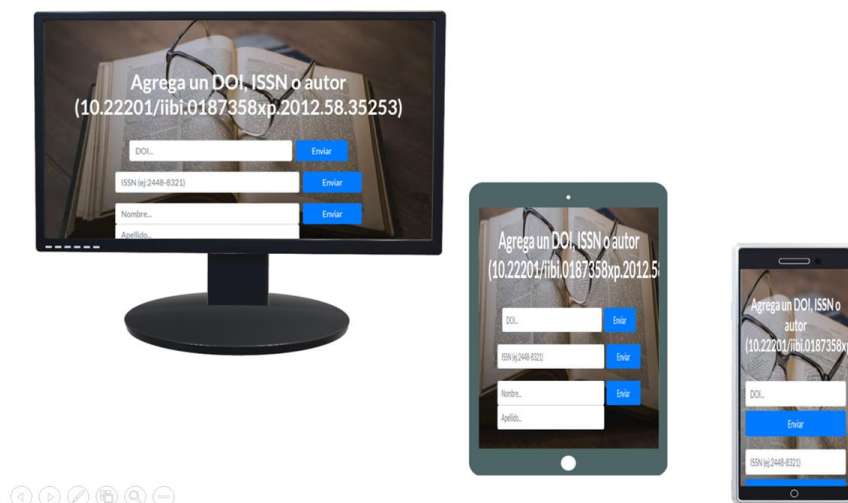 Agrega un DOI, ISSN o autor
(10.22201/iibi.0187358xp.2012.58.35253)
DOI...
Enviar
ISSN (ej:2448-8321)
Enviar
Nombre...
Enviar
Apellido...
Agrega un DOI, ISSN o autor
(10.22201/iibi.0187358xp.2012.58
DOI...
Enviar
ISSN (ej:2448-8321)
Enviar
Nombre...
Enviar
Apellido...
Agrega un DOI, ISSN o
autor
(10.22201/iibi.0187358xp
DOI...
Enviar
ISSN (ej:2448-8321)